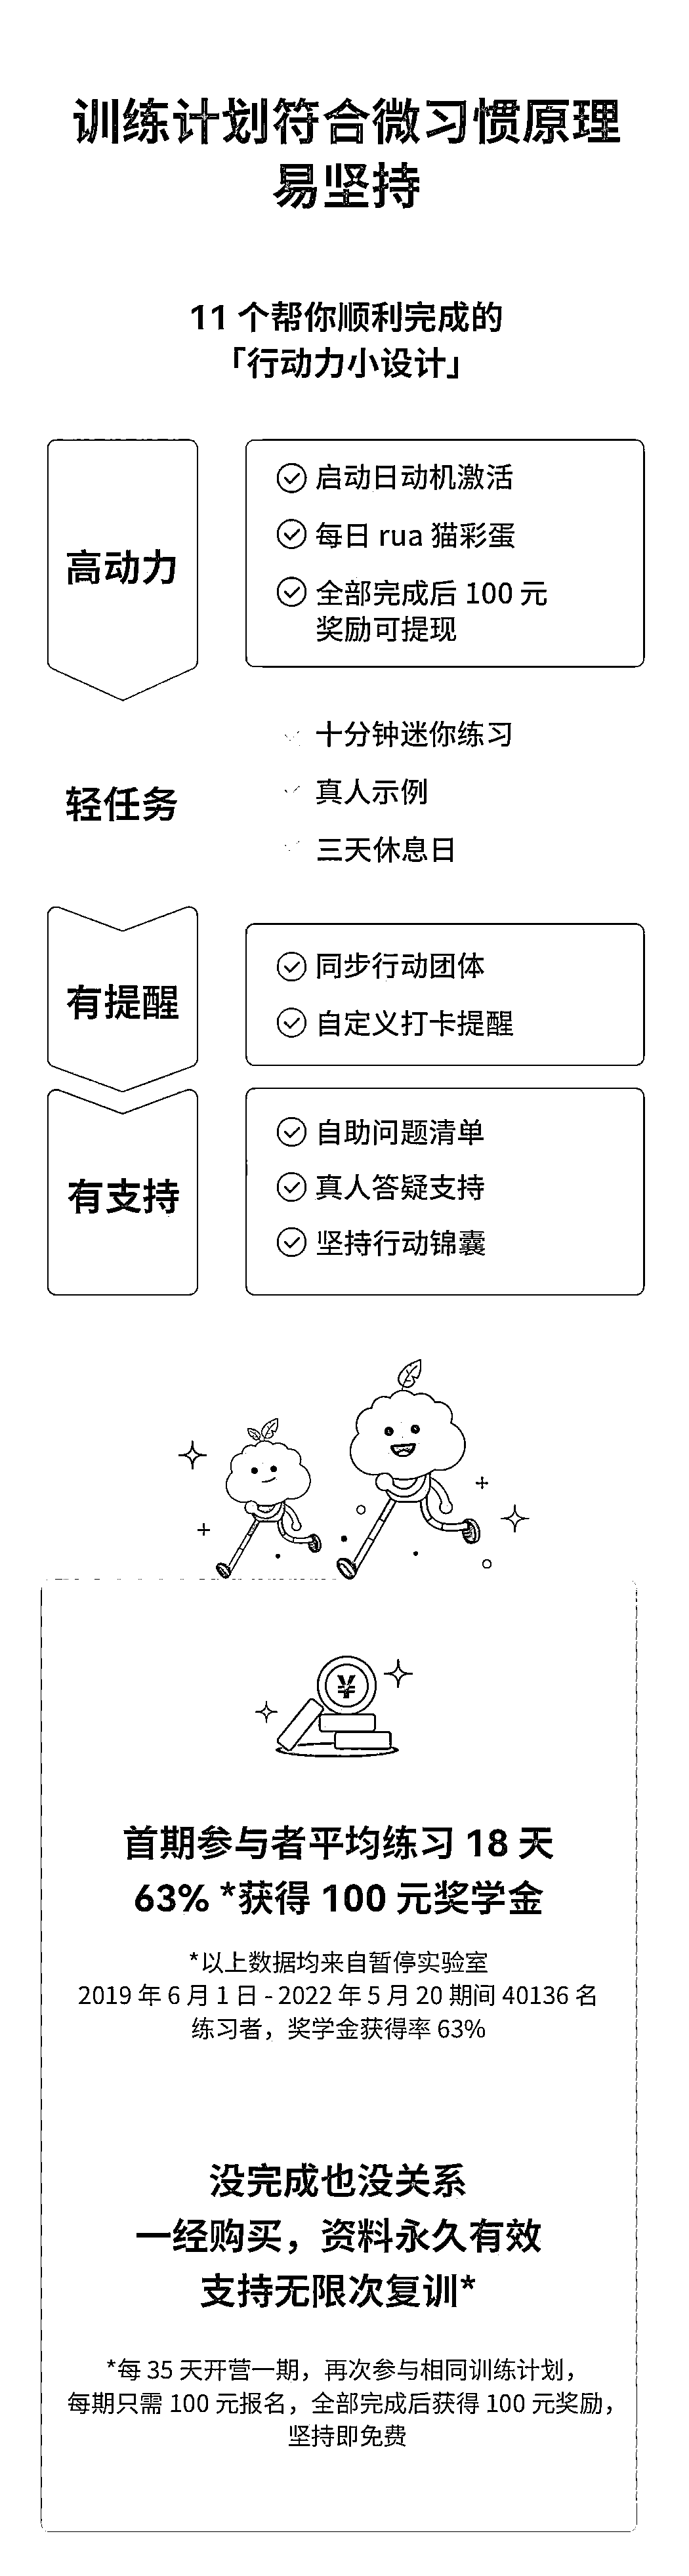 训练计划符合微习惯原理
易坚持
11 个帮你顺利完成的
「行动力小设计」
高动力
启动日动机激活
每日 rua 猫彩蛋
全部完成后 100 元
奖励可提现
轻任务
十分钟迷你练习
真人示例
三天休息日
有提醒
同步行动团体
自定义打卡提醒
有支持
自助问题清单
真人答疑支持
坚持行动锦囊
¥
首期参与者平均练习 18 天
63% *获得 100 元奖学金
*以上数据均来自暂停实验室
2019 年 6 月 1 日 - 2022 年 5 月 20 期间 40136 名
练习者，奖学金获得率 63%
没完成也没关系
一经购买，资料永久有效
支持无限次复训*
*每 35 天开营一期，再次参与相同训练计划，
每期只需 100 元报名，全部完成后获得 100 元奖励，
坚持即免费